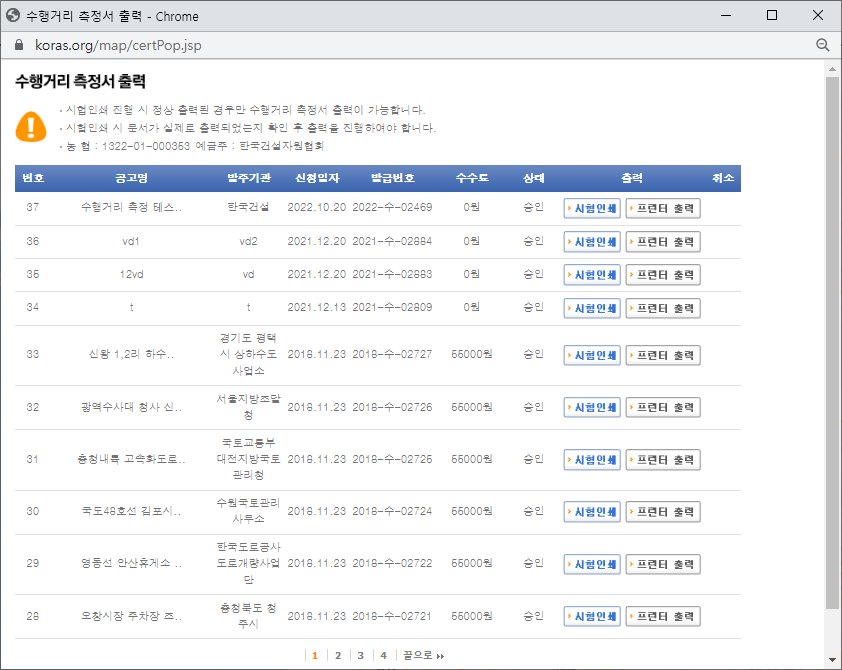 수행거리 측정서 출력 - Chrome
koras.org/map/certPop.jsp
수행거리 측정서 출력
· 시험인쇄 진행 시 정상 출력된 경우만 수행거리 측정서 출력이 가능합니다.
· 시험인쇄 시 문서가 실제로 출력되었는지 확인 후 출력을 진행하여야 합니다.
· 농 협 : 1322-01-000353 예금주 : 한국건설자원협회
번호 공고명 발주기관 신청일자 발급번호 수수료 상태 출력 취소
37 수행거리 측정 테스.. 한국건설 2022.10.20 2022-수-02469 0원 승인 시험인쇄 프린터 출력
36 vd1 vd2 2021.12.20 2021-수-02884 0원 승인 시험인쇄 프린터 출력
35 12vd vd 2021.12.20 2021-수-02883 0원 승인 시험인쇄 프린터 출력
34 t t 2021.12.13 2021-수-02809 0원 승인 시험인쇄 프린터 출력
33 신왕 1,2리 하수.. 경기도 평택
시 상하수도
사업소 2018.11.23 2018-수-02727 55000원 승인 시험인쇄 프린터 출력
32 광역수사대 청사 신.. 서울지방조달
청 2018.11.23 2018-수-02726 55000원 승인 시험인쇄 프린터 출력
31 충청내륙 고속화도로.. 국토교통부
대전지방국토
관리청 2018.11.23 2018-수-02725 55000원 승인 시험인쇄 프린터 출력
30 국도48호선 김포시.. 수원국토관리
사무소 2018.11.23 2018-수-02724 55000원 승인 시험인쇄 프린터 출력
29 영동선 안산휴게소 .. 한국도로공사
도로개량사업
단 2018.11.23 2018-수-02722 55000원 승인 시험인쇄 프린터 출력
28 오창시장 주차장 조.. 충청북도 청
주시 2018.11.23 2018-수-02721 55000원 승인 시험인쇄 프린터 출력
1 2 3 4 끝으로